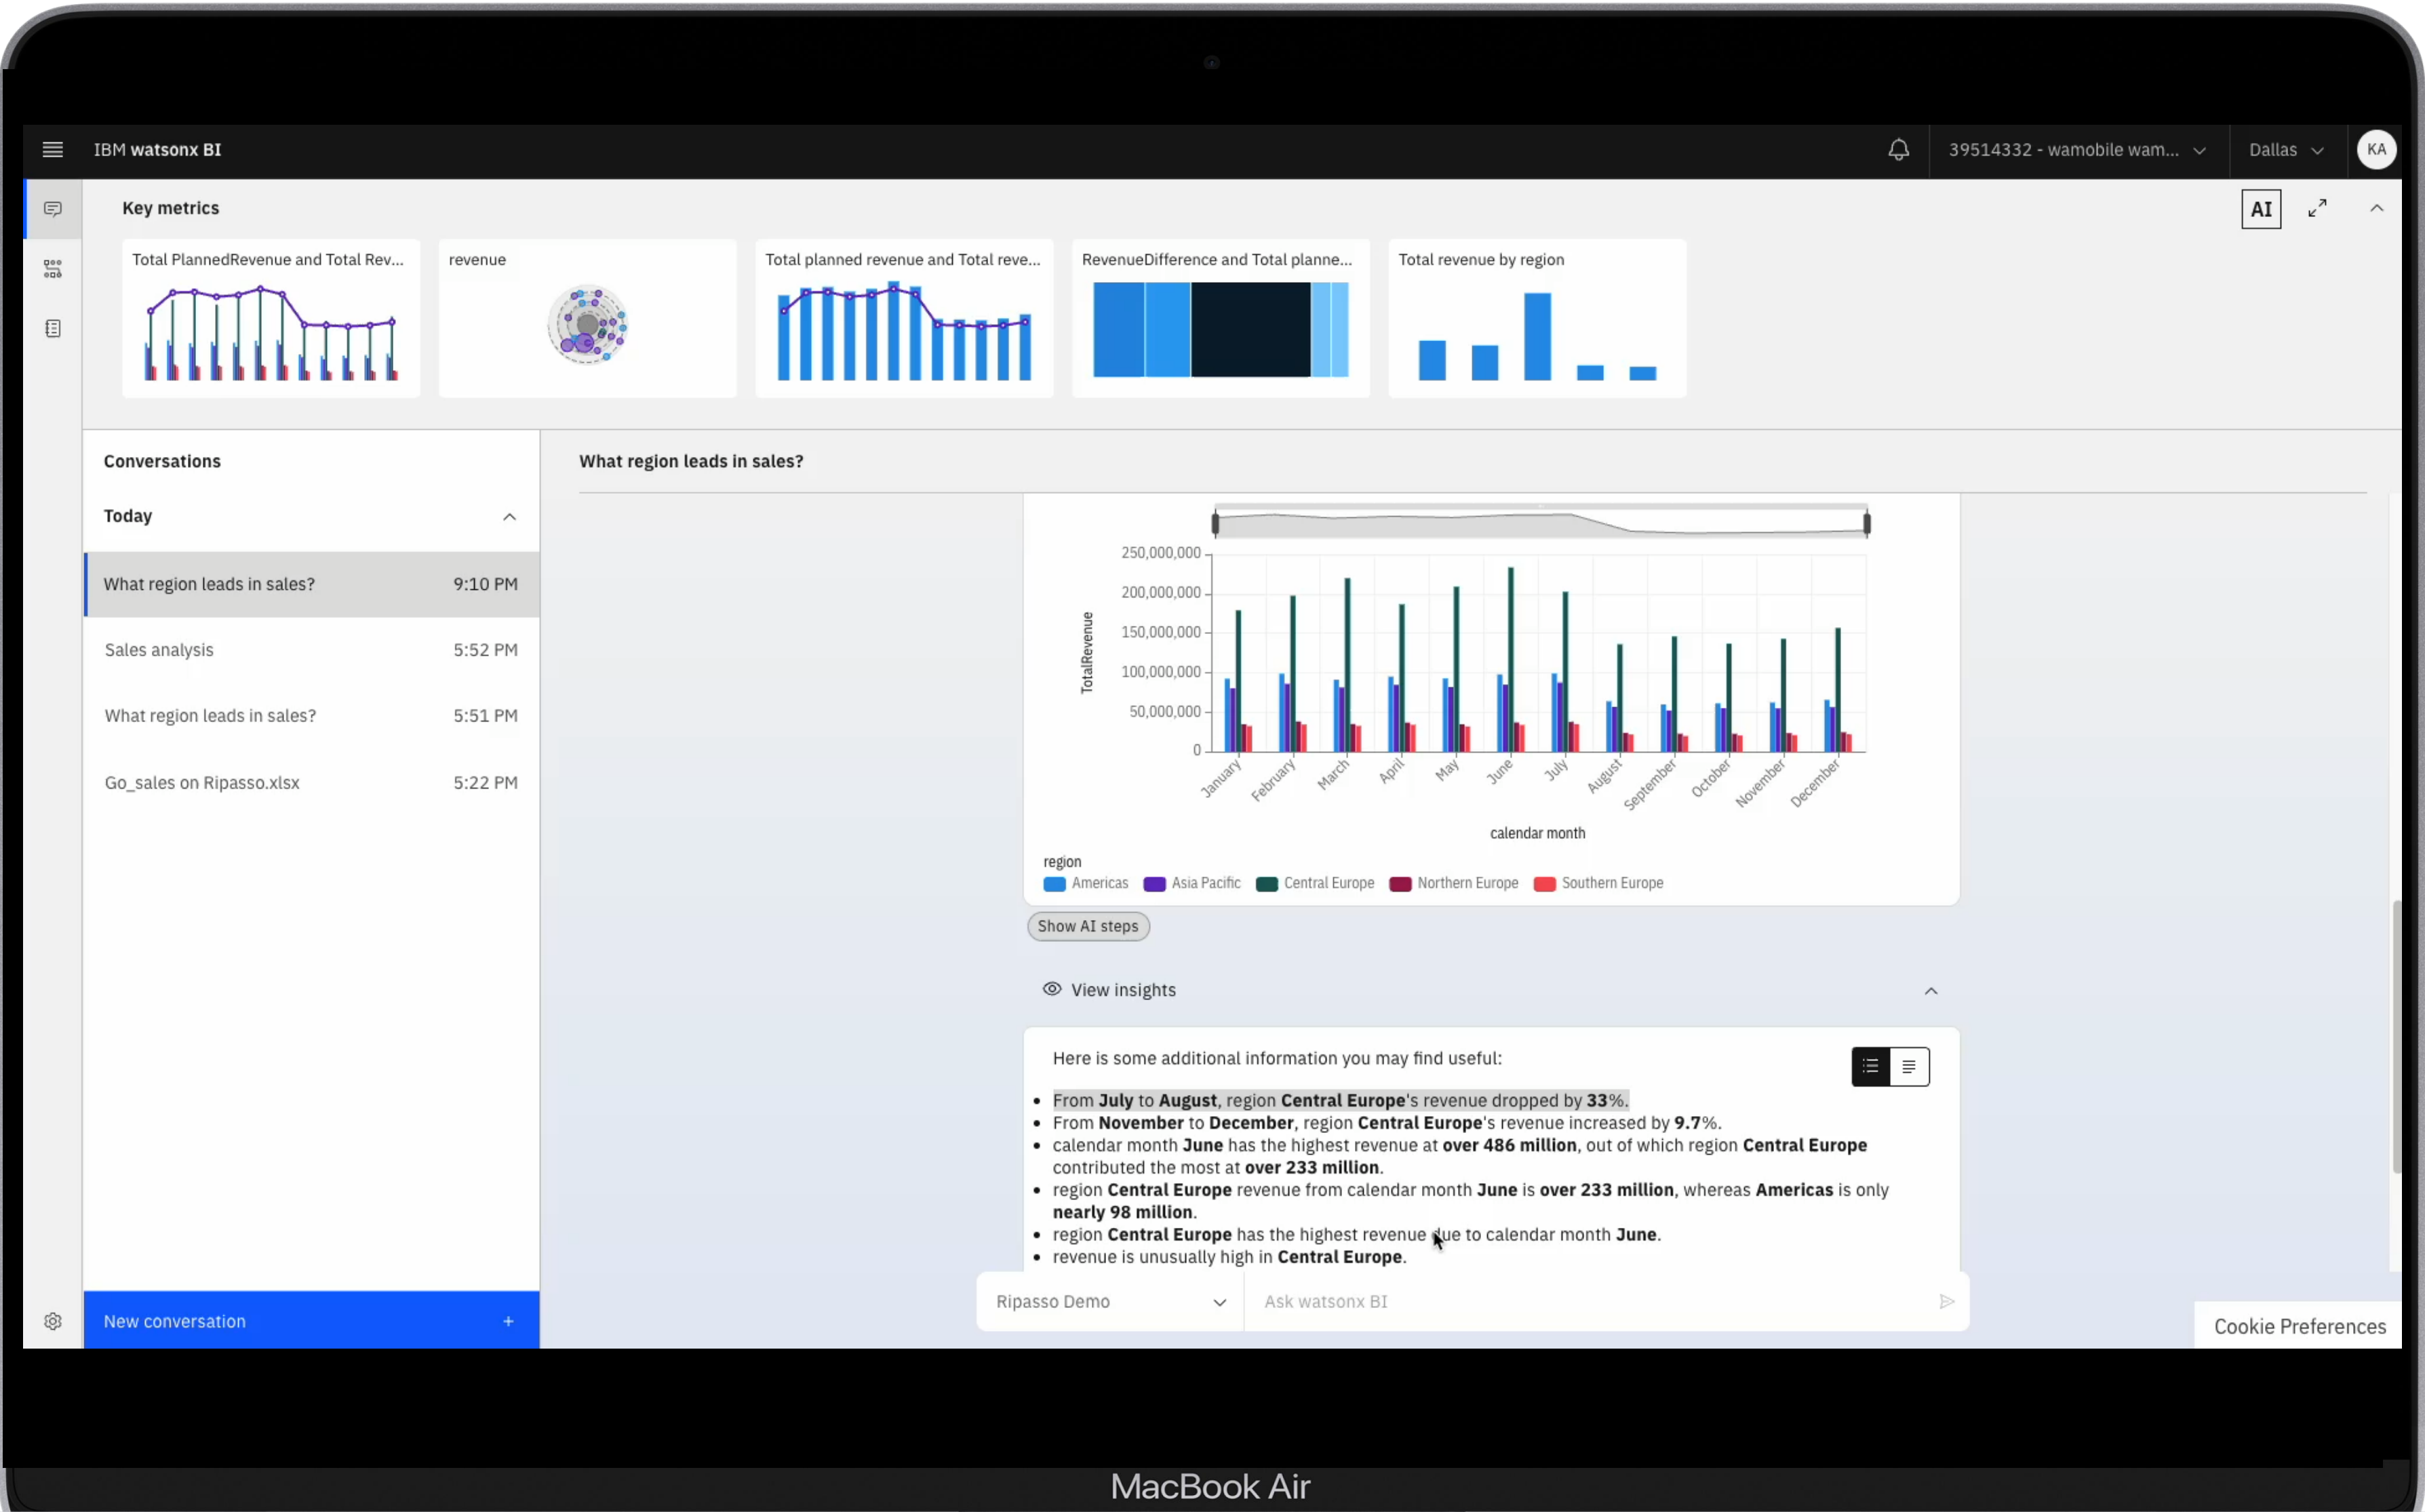 IBM watsonx BI
39514332 - wamobile wam...
Dallas
KA
Key metrics
AI
Total PlannedRevenue and Total Rev...
revenue
Total planned revenue and Total reve...
RevenueDifference and Total planne...
Total revenue by region
Conversations
Today
What region leads in sales? 9:10 PM
Sales analysis 5:52 PM
What region leads in sales? 5:51 PM
Go_sales on Ripasso.xlsx 5:22 PM
New conversation +
What region leads in sales?
TotalRevenue
250,000,000
200,000,000
150,000,000
100,000,000
50,000,000
0
January
February
March
April
May
June
July
August
September
October
November
December
calendar month
region
Americas Asia Pacific Central Europe Northern Europe Southern Europe
Show AI steps
View insights
Here is some additional information you may find useful:
• From July to August, region Central Europe's revenue dropped by 33%.
• From November to December, region Central Europe's revenue increased by 9.7%.
• calendar month June has the highest revenue at over 486 million, out of which region Central Europe
contributed the most at over 233 million.
• region Central Europe revenue from calendar month June is over 233 million, whereas Americas is only
nearly 98 million.
• region Central Europe has the highest revenue due to calendar month June.
• revenue is unusually high in Central Europe.
Ripasso Demo
Ask watsonx BI
Cookie Preferences
MacBook Air